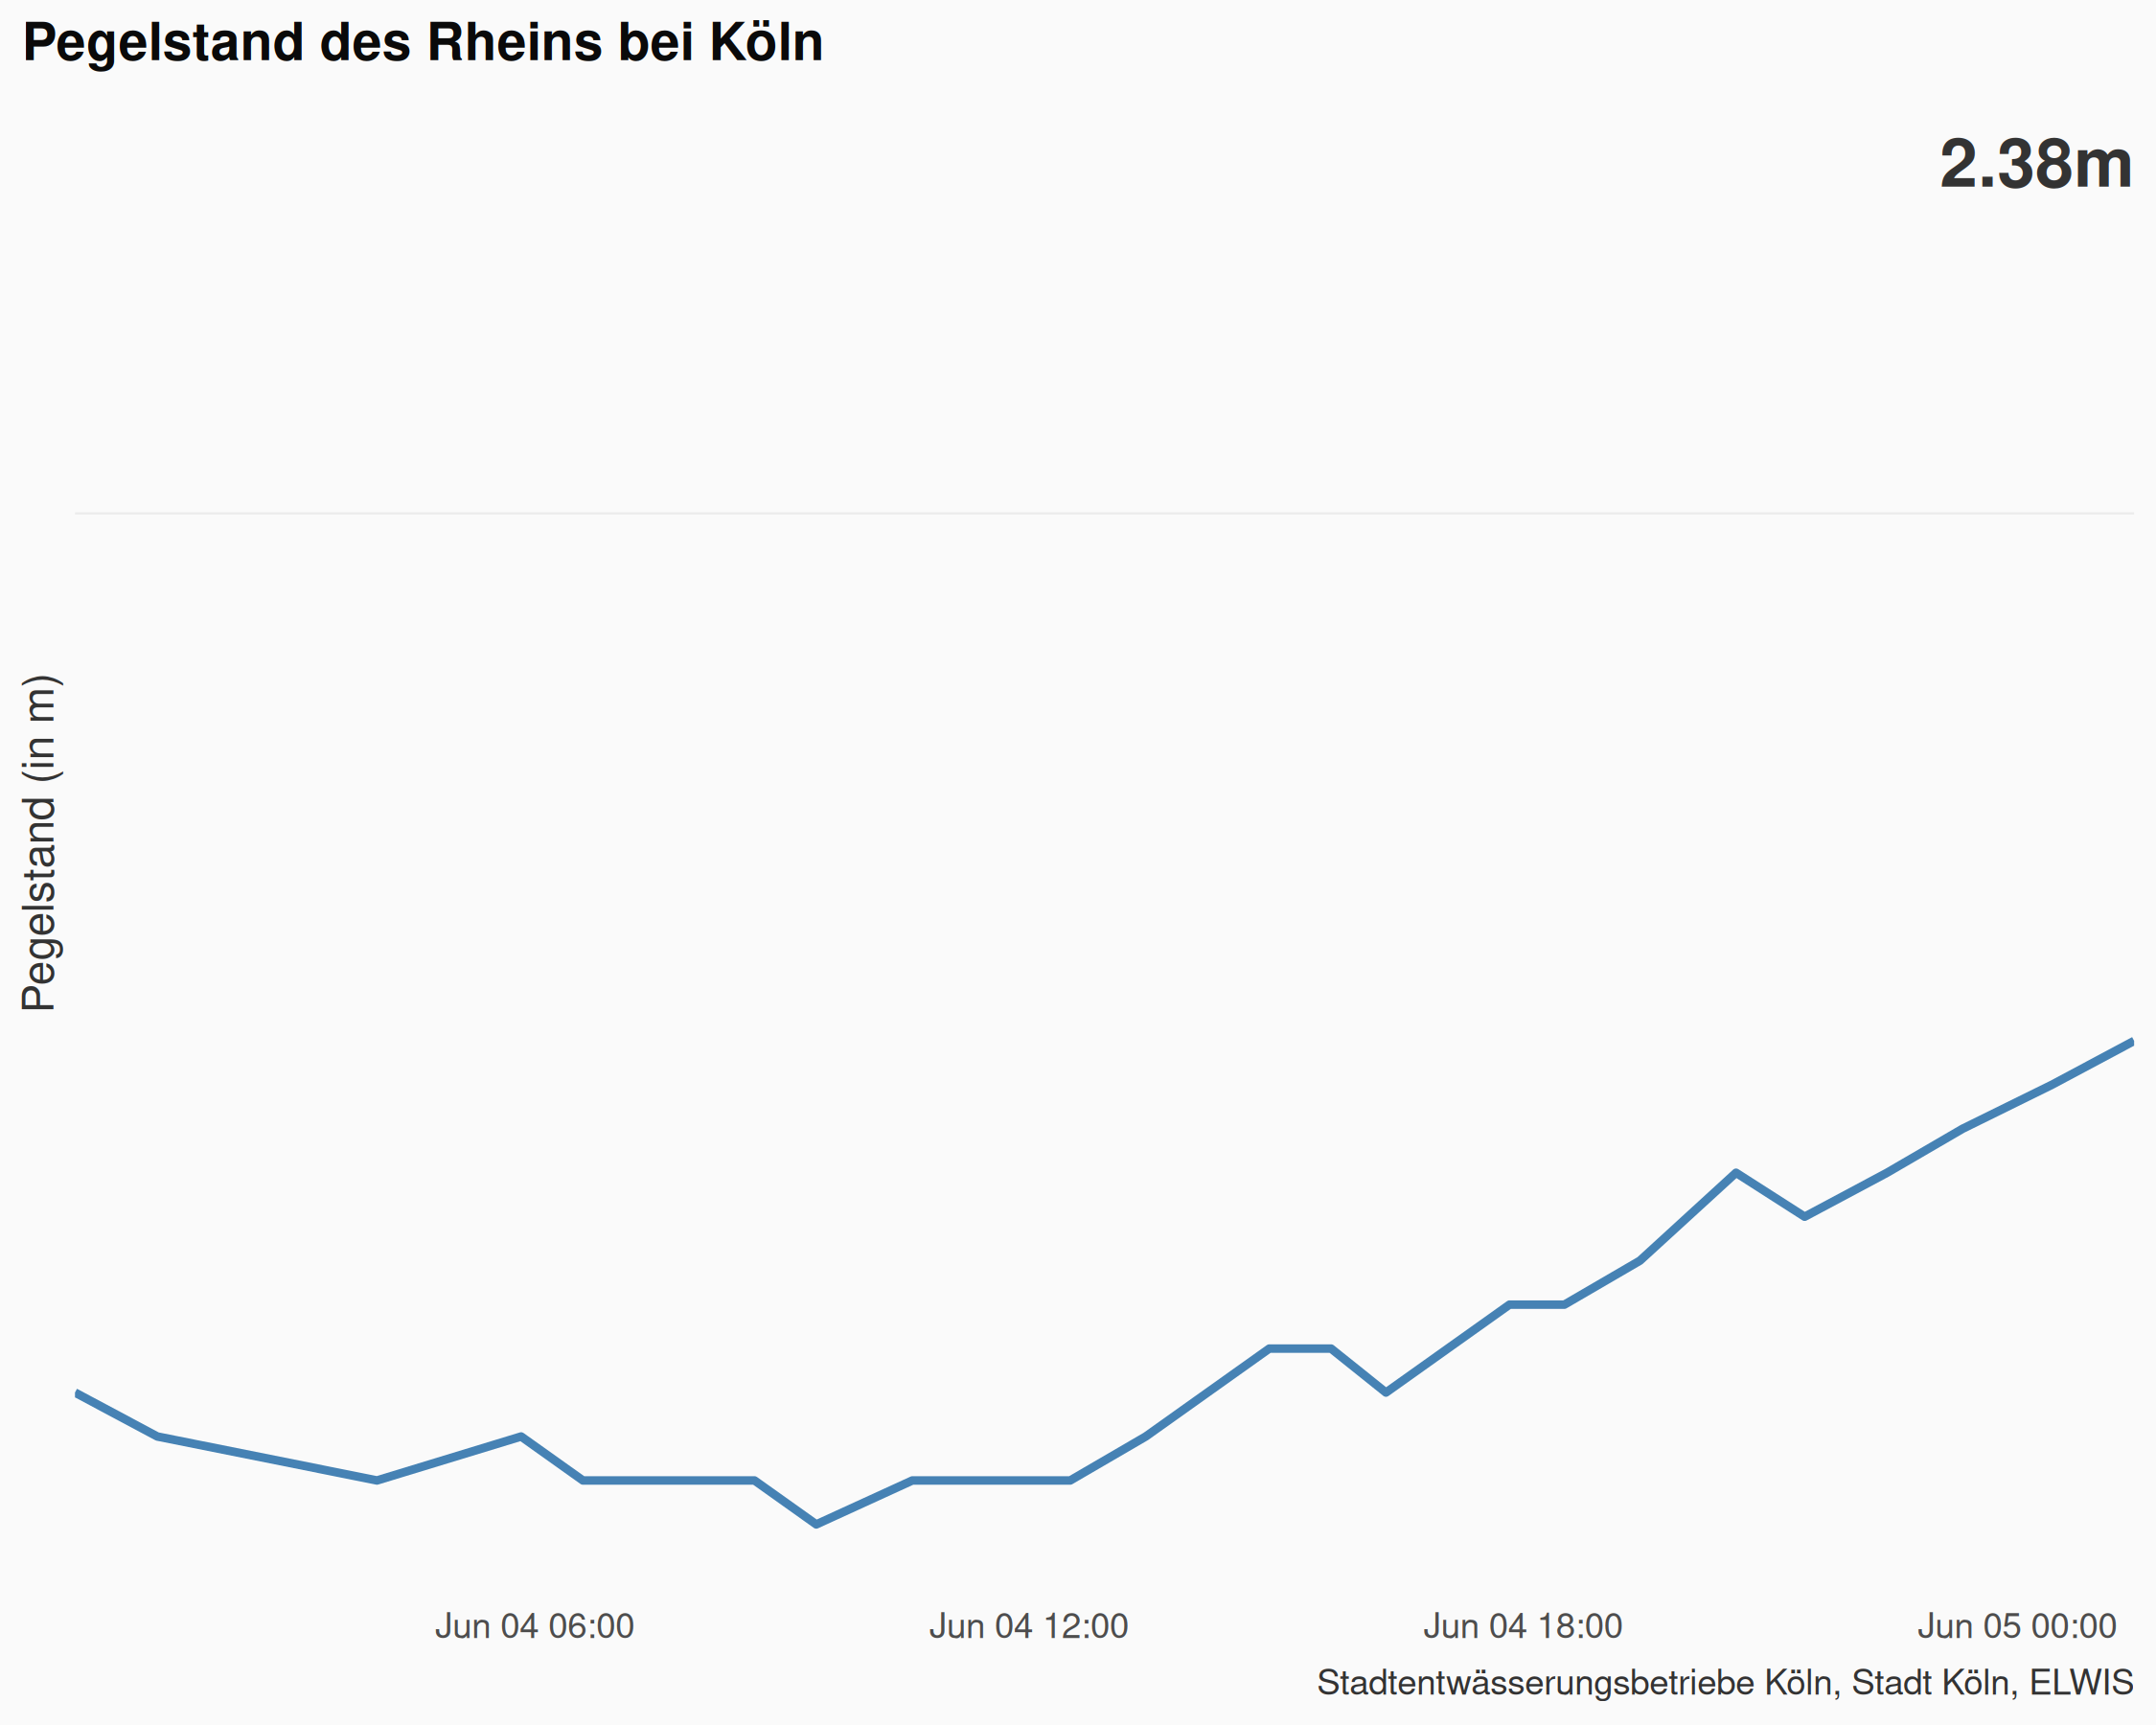 Pegelstand des Rheins bei Köln
2.38m
Pegelstand (in m)
Jun 04 06:00
Jun 04 12:00
Jun 04 18:00
Jun 05 00:00
Stadtentwässerungsbetriebe Köln, Stadt Köln, ELWIS